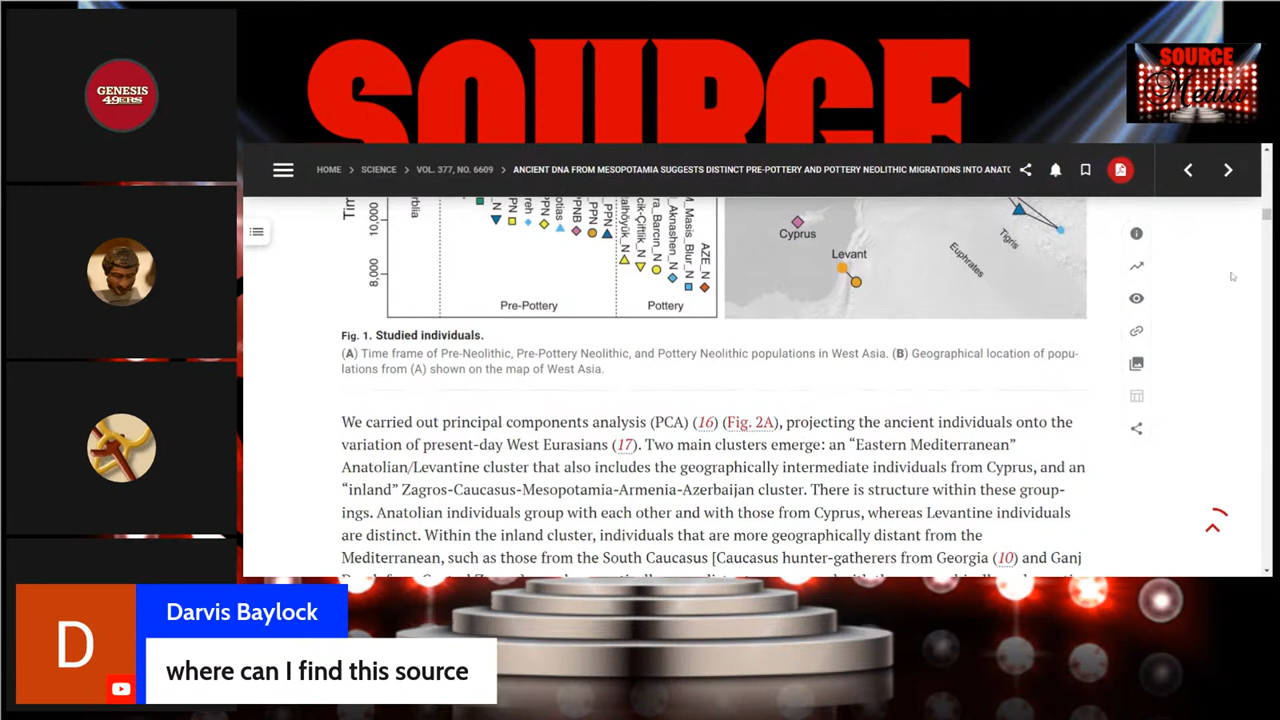 SOURCE
GENESIS
49ERS
SOURCE
Media
HOME > SCIENCE > VOL. 377, NO. 6609 > ANCIENT DNA FROM MESOPOTAMIA SUGGESTS DISTINCT PRE-POTTERY AND POTTERY NEOLITHIC MIGRATIONS INTO ANATO
10,000
8,000
Pre-Pottery
Pottery
AZE_N
Cyprus
Levant
Euphrates
Tigris
Fig. 1. Studied individuals.
(A) Time frame of Pre-Neolithic, Pre-Pottery Neolithic, and Pottery Neolithic populations in West Asia. (B) Geographical location of popu-
lations from (A) shown on the map of West Asia.
We carried out principal components analysis (PCA) (16) (Fig. 2A), projecting the ancient individuals onto the
variation of present-day West Eurasians (17). Two main clusters emerge: an “Eastern Mediterranean”
Anatolian/Levantine cluster that also includes the geographically intermediate individuals from Cyprus, and an
“inland” Zagros-Caucasus-Mesopotamia-Armenia-Azerbaijan cluster. There is structure within these group-
ings. Anatolian individuals group with each other and with those from Cyprus, whereas Levantine individuals
are distinct. Within the inland cluster, individuals that are more geographically distant from the
Mediterranean, such as those from the South Caucasus [Caucasus hunter-gatherers from Georgia (10) and Ganj
D
Darvis Baylock
where can I find this source